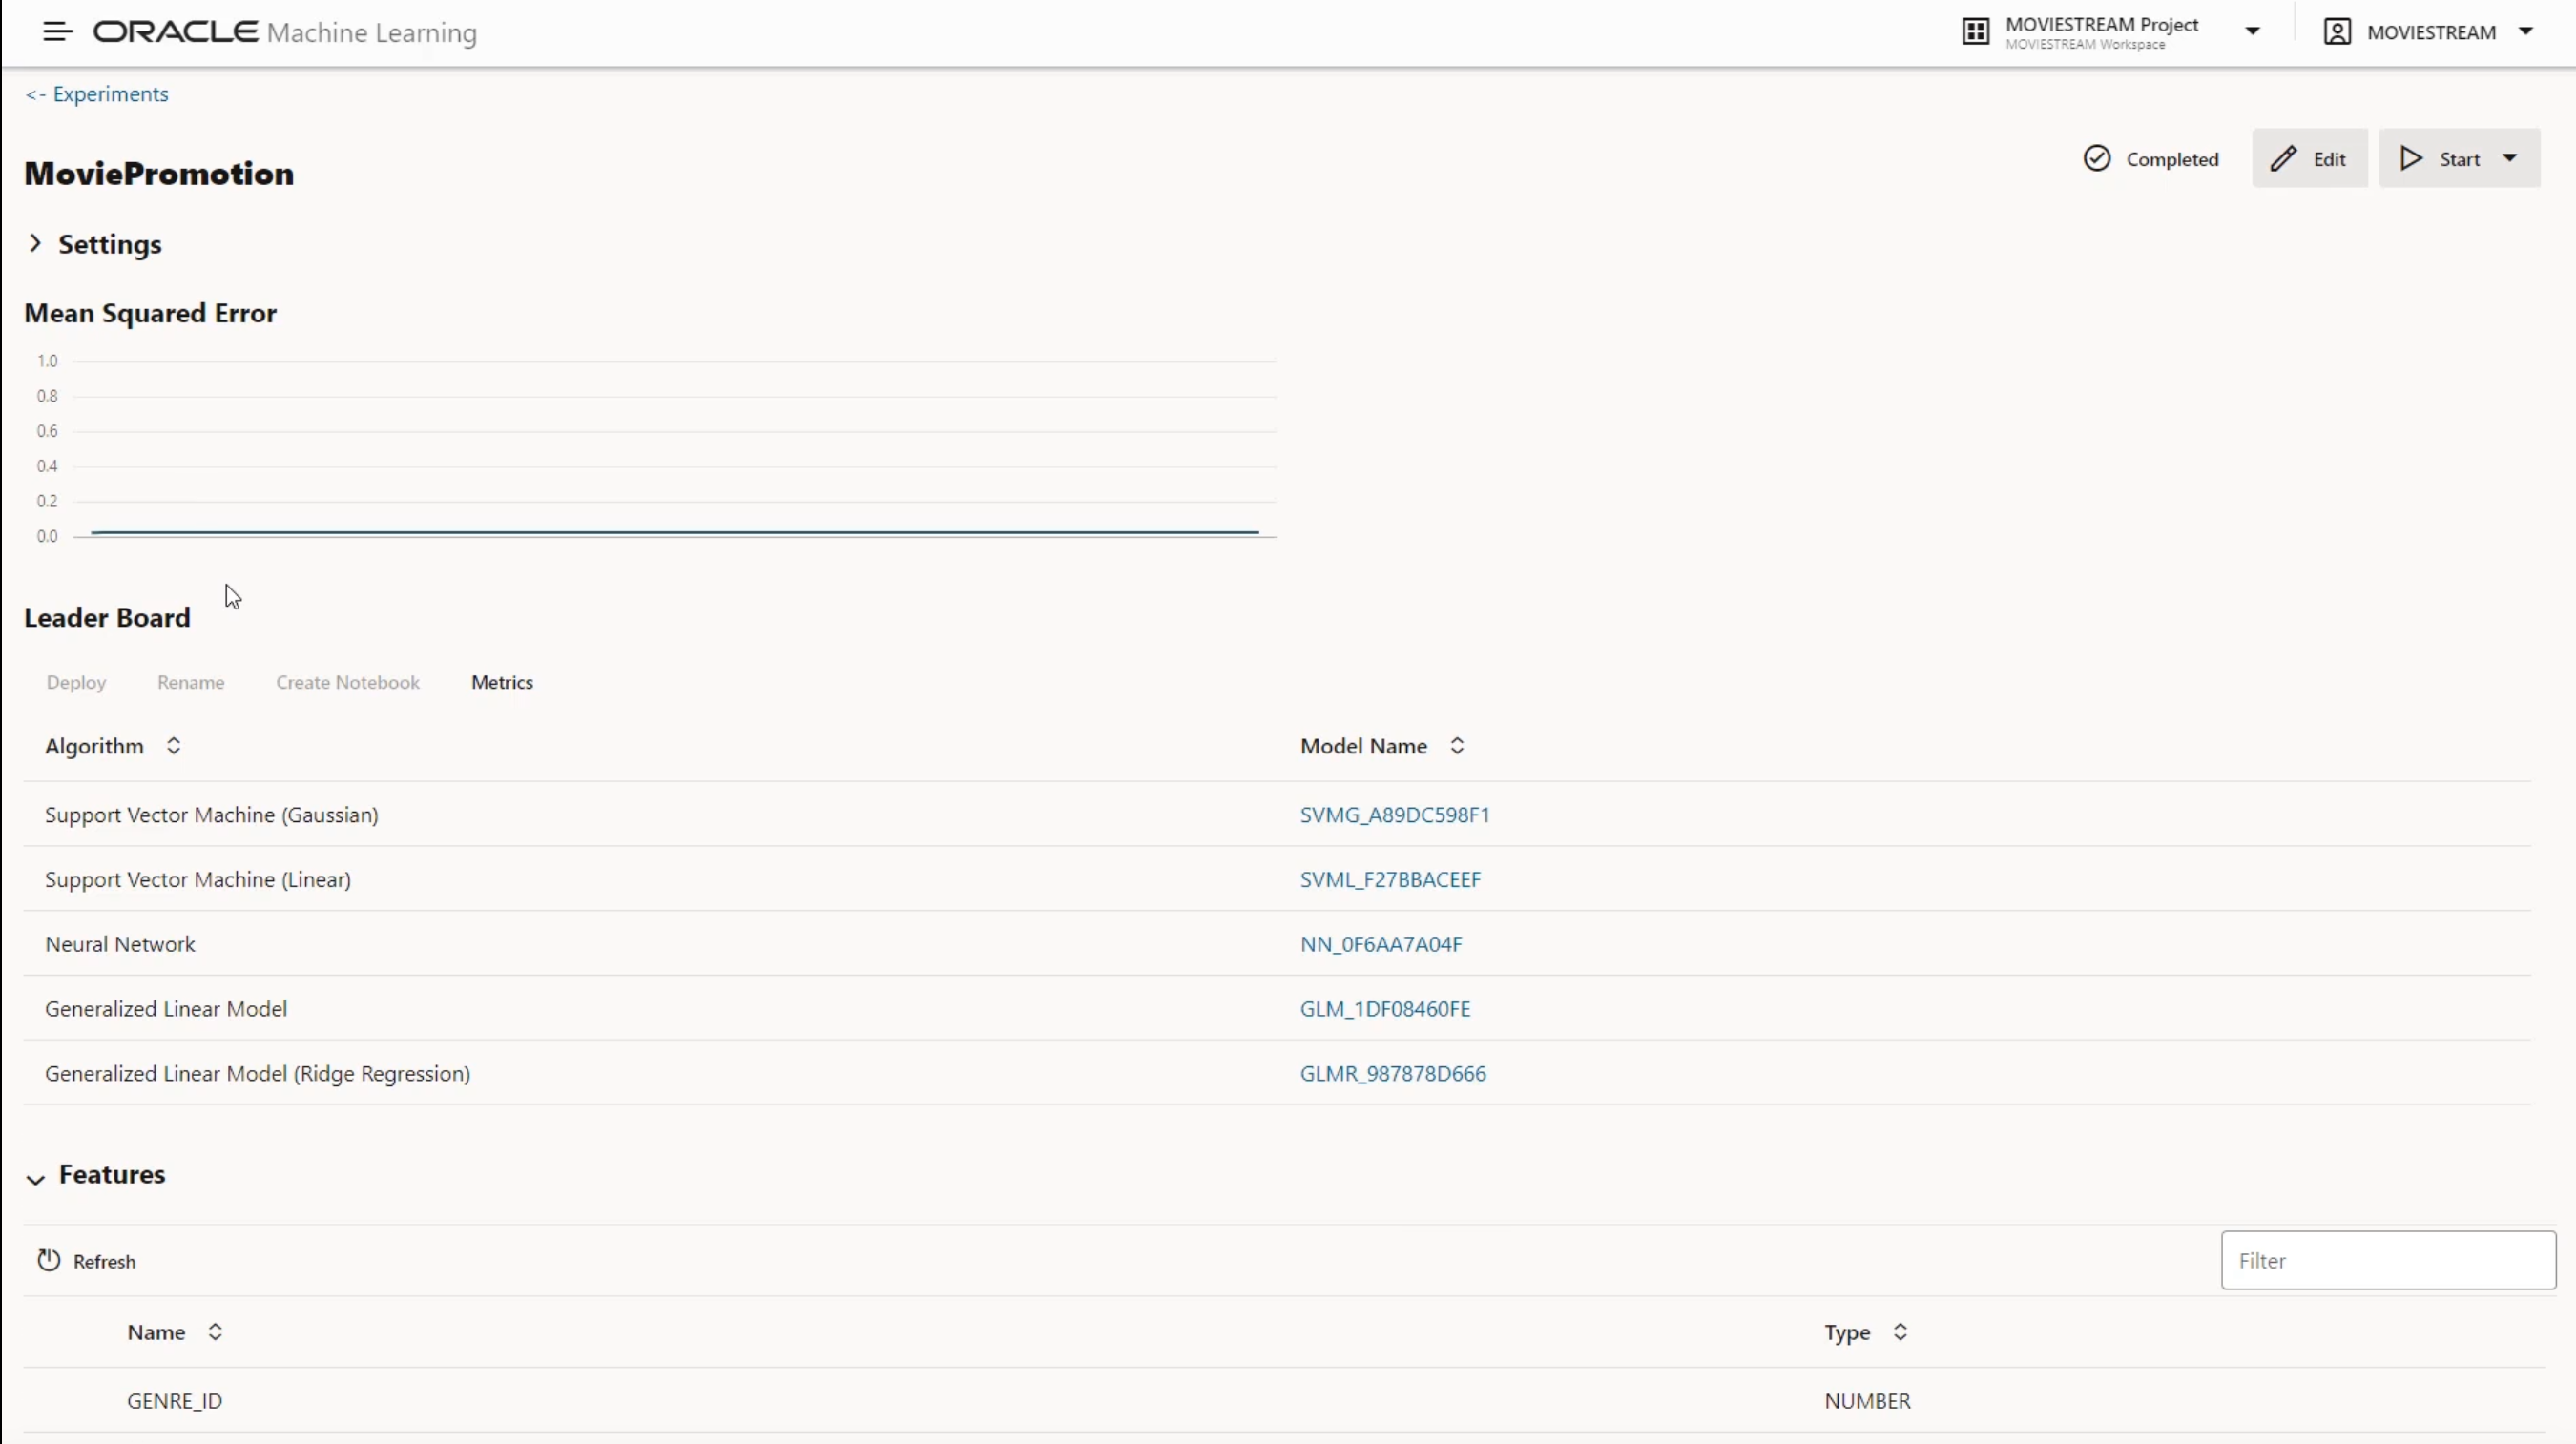 ORACLE Machine Learning
MOVIESTREAM Project
MOVIESTREAM Workspace
MOVIESTREAM
<- Experiments
MoviePromotion
Completed
Edit
Start
Settings
Mean Squared Error
1.0
0.8
0.6
0.4
0.2
0.0
Leader Board
Deploy Rename Create Notebook Metrics
Algorithm Model Name
Support Vector Machine (Gaussian) SVMG_A89DC598F1
Support Vector Machine (Linear) SVML_F27BBACEEF
Neural Network NN_0F6AA7A04F
Generalized Linear Model GLM_1DF08460FE
Generalized Linear Model (Ridge Regression) GLMR_987878D666
Features
Refresh Filter
Name Type
GENRE_ID NUMBER